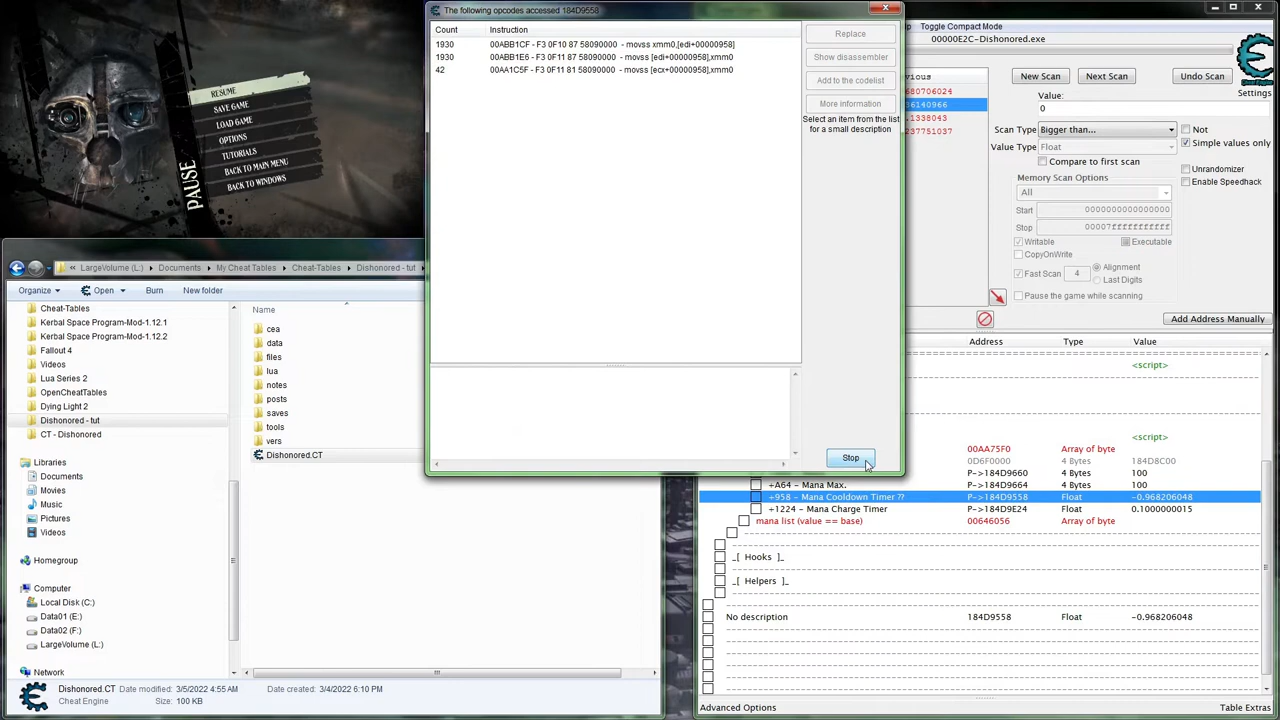 The following opcodes accessed 184D9558
Count Instruction
1930 00ABB1CF - F3 0F10 87 58090000 - movss xmm0,[edi+00000958]
1930 00ABB1E6 - F3 0F11 87 58090000 - movss [edi+00000958],xmm0
42 00AA1C5F - F3 0F11 81 58090000 - movss [ecx+00000958],xmm0
Replace
Show disassembler
Add to the codelist
More information
Select an item from the list
for a small description
Stop
Toggle Compact Mode
00000E2C-Dishonored.exe
New Scan
Next Scan
Undo Scan
Settings
vious
680706024
36140966
.1338043
237751037
Value:
0
Scan Type Bigger than... Not
Value Type Float Simple values only
Compare to first scan
Unrandomizer
Memory Scan Options
Enable Speedhack
All
Start 0000000000000000
Stop 00007fffffffffff
Writable Executable
CopyOnWrite
Fast Scan 4 Alignment
Last Digits
Pause the game while scanning
Add Address Manually
Address Type Value
<script>
<script>
00AA75F0 Array of byte
0D6F0000 4 Bytes 184D8C00
P->184D9660 4 Bytes 100
+A64 - Mana Max. P->184D9664 4 Bytes 100
+958 - Mana Cooldown Timer ?? P->184D9558 Float -0.968206048
+1224 - Mana Charge Timer P->184D9E24 Float 0.1000000015
mana list (value == base) 00646056 Array of byte
_[ Hooks ]_
_[ Helpers ]_
No description 184D9558 Float -0.968206048
Advanced Options
Table Extras
PAUSE
RESUME
SAVE GAME
LOAD GAME
OPTIONS
TUTORIALS
BACK TO MAIN MENU
BACK TO WINDOWS
LargeVolume (L:) Documents My Cheat Tables Cheat-Tables Dishonored - tut
Organize Open Burn New folder
Cheat-Tables
Kerbal Space Program-Mod-1.12.1
Kerbal Space Program-Mod-1.12.2
Fallout 4
Videos
Lua Series 2
OpenCheatTables
Dying Light 2
Dishonored - tut
CT - Dishonored
Libraries
Documents
Movies
Music
Pictures
Videos
Homegroup
Computer
Local Disk (C:)
Data01 (E:)
Data02 (F:)
LargeVolume (L:)
Network
Name
cea
data
files
lua
notes
posts
saves
tools
vers
Dishonored.CT
Dishonored.CT Date modified: 3/5/2022 4:55 AM Date created: 3/4/2022 6:10 PM
Cheat Engine Size: 100 KB